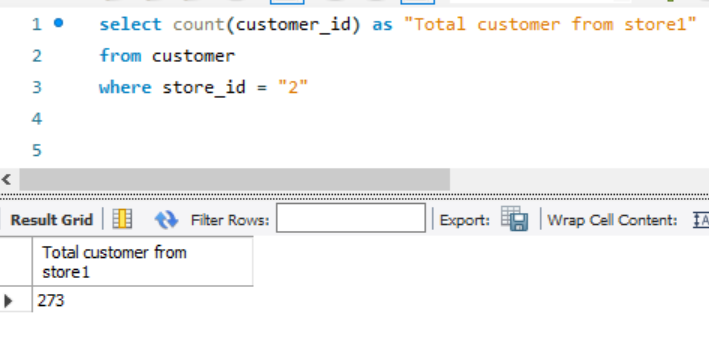 1 select count(customer_id) as "Total customer from store1"
2 from customer
3 where store_id = "2"
4
5
Result Grid Filter Rows: Export: Wrap Cell Content:
Total customer from
store1
273